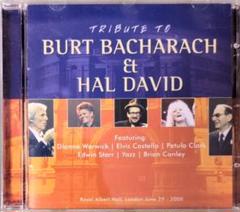 TRIBUTE TO
BURT BACHARACH
&
HAL DAVID
Featuring
Dionne Warwick | Elvis Costello | Petula Clark
Edwin Starr | Yazz | Brian Conley
Royal Albert Hall, London June 29 - 2000